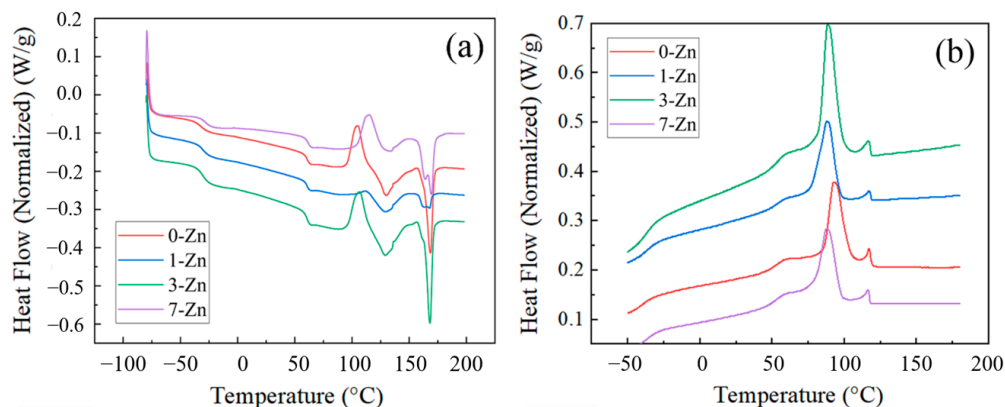 (a)
Heat Flow (Normalized) (W/g)
0.2
0.1
0.0
−0.1
−0.2
−0.3
−0.4
−0.5
−0.6
0-Zn
1-Zn
3-Zn
7-Zn
−100
−50
0
50
100
150
200
Temperature (°C)
(b)
Heat Flow (Normalized) (W/g)
0.7
0.6
0.5
0.4
0.3
0.2
0.1
0-Zn
1-Zn
3-Zn
7-Zn
−50
0
50
100
150
200
Temperature (°C)